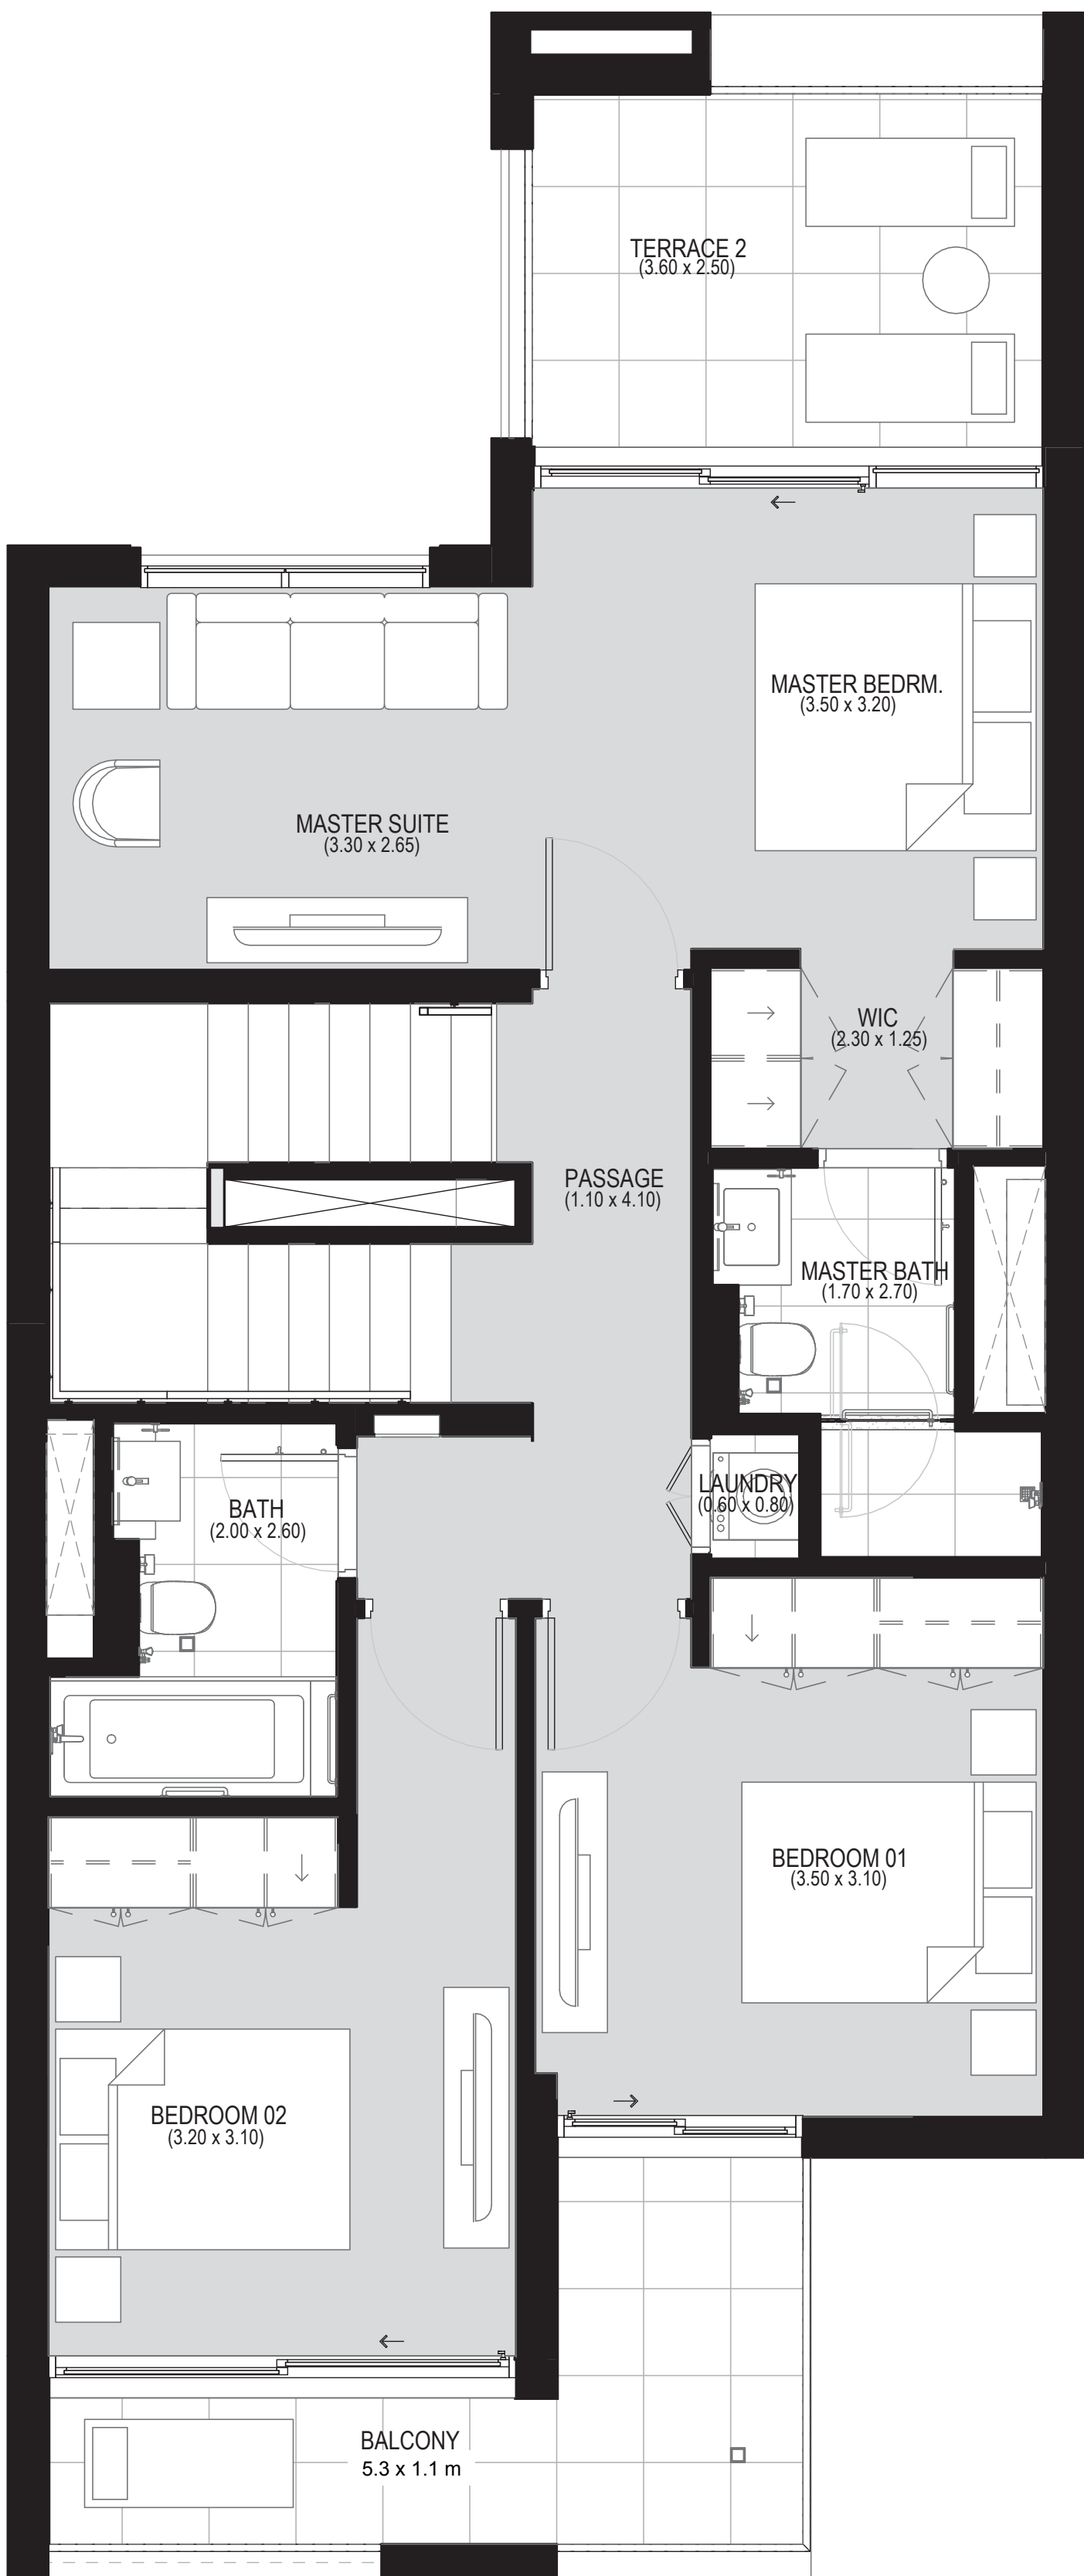 TERRACE 2
(3.60 x 2.50)
MASTER BEDRM.
(3.50 x 3.20)
MASTER SUITE
(3.30 x 2.65)
WIC
(2.30 x 1.25)
PASSAGE
(1.10 x 4.10)
MASTER BATH
(1.70 x 2.70)
LAUNDRY
(0.60 x 0.80)
BATH
(2.00 x 2.60)
BEDROOM 01
(3.50 x 3.10)
BEDROOM 02
(3.20 x 3.10)
BALCONY
5.3 x 1.1 m